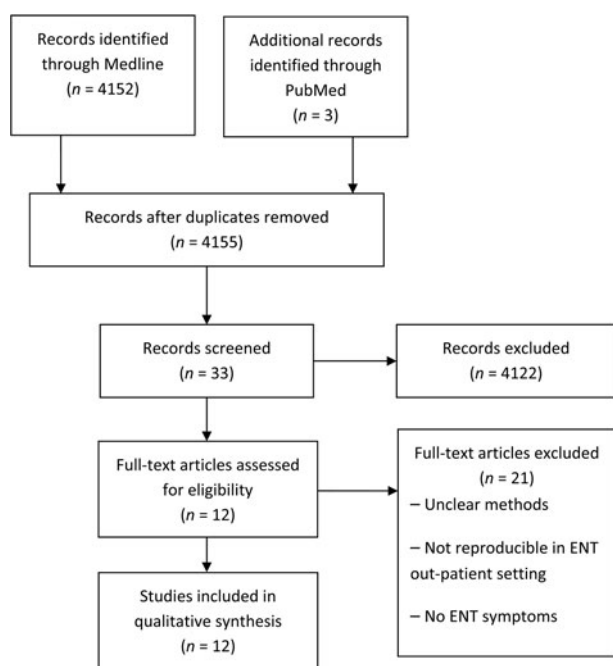 Records identified
through Medline
(n = 4152)
Additional records
identified through
PubMed
(n = 3)
Records after duplicates removed
(n = 4155)
Records screened
(n = 33)
Records excluded
(n = 4122)
Full-text articles assessed
for eligibility
(n = 12)
Full-text articles excluded
(n = 21)
– Unclear methods
– Not reproducible in ENT
out-patient setting
– No ENT symptoms
Studies included in
qualitative synthesis
(n = 12)